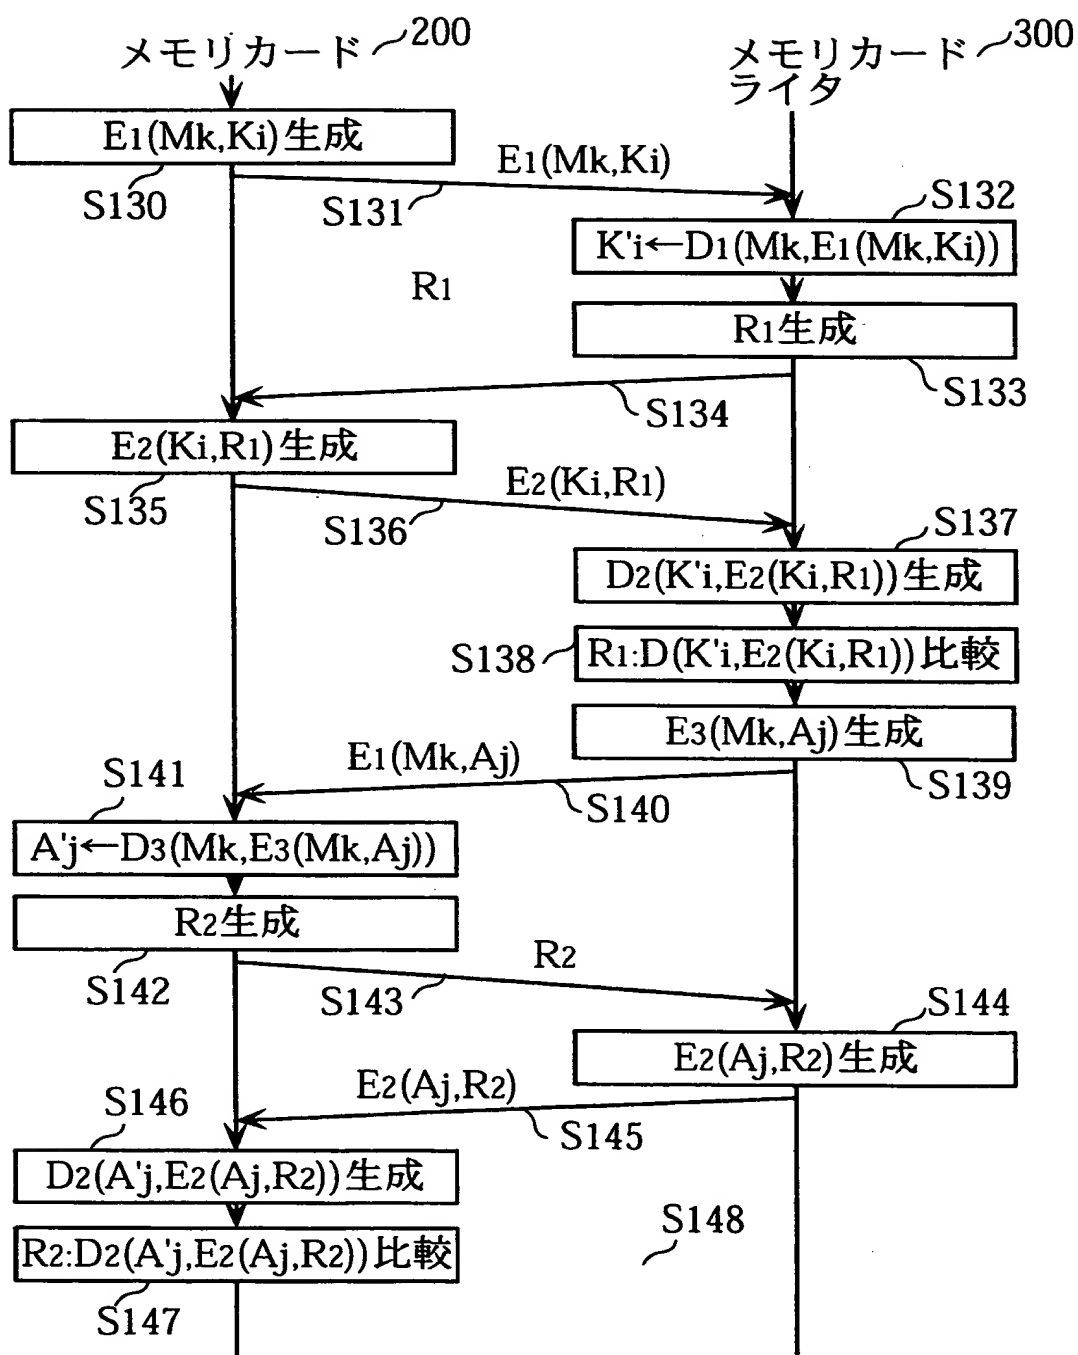 メモリカード 200
メモリカード 300
ライタ
E1(Mk,Ki)生成
S130
E1(Mk,Ki)
S131
S132
K'i←D1(Mk,E1(Mk,Ki))
R1
R1生成
S133
S134
E2(Ki,R1)生成
S135
E2(Ki,R1)
S136
S137
D2(K'i,E2(Ki,R1))生成
S138
R1:D(K'i,E2(Ki,R1))比較
E3(Mk,Aj)生成
S139
E1(Mk,Aj)
S140
S141
A'j←D3(Mk,E3(Mk,Aj))
R2生成
S142
R2
S143
S144
E2(Aj,R2)生成
E2(Aj,R2)
S145
S146
D2(A'j,E2(Aj,R2))生成
S148
R2:D2(A'j,E2(Aj,R2))比較
S147